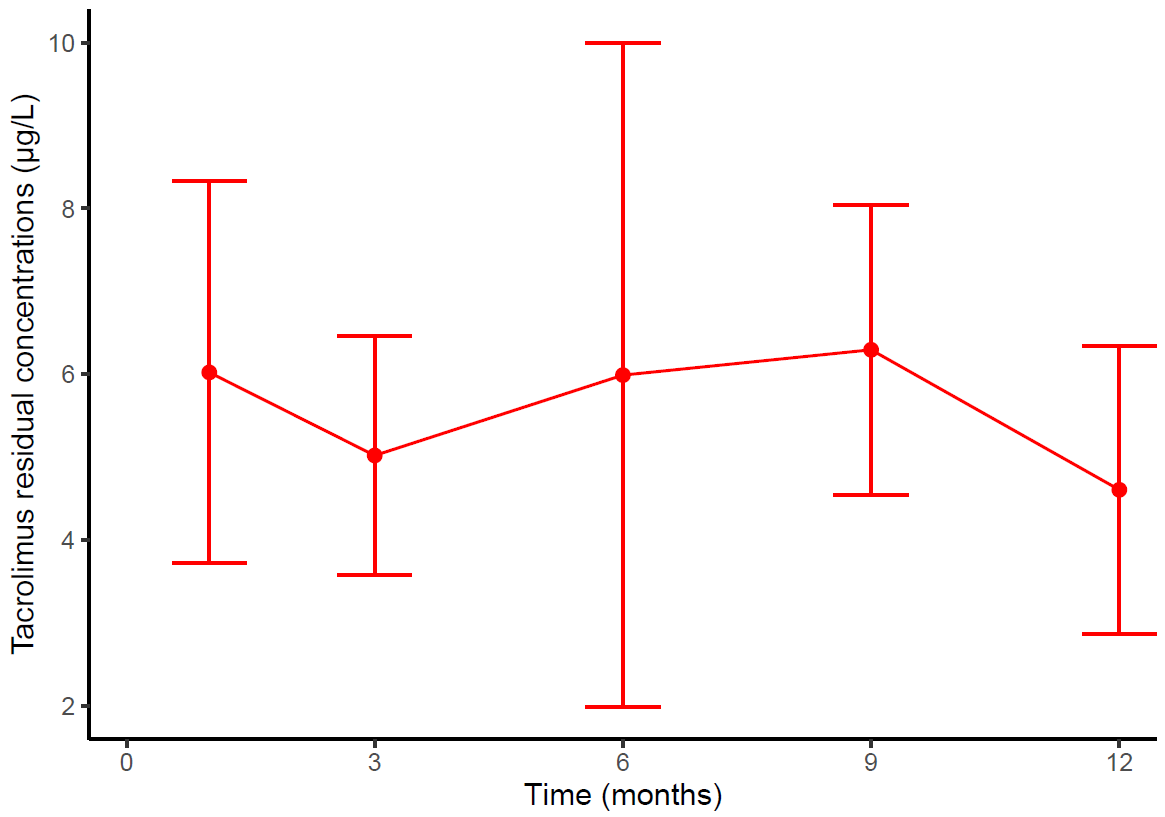 Tacrolimus residual concentrations (µg/L)
10
8
6
4
2
0 3 6 9 12
Time (months)